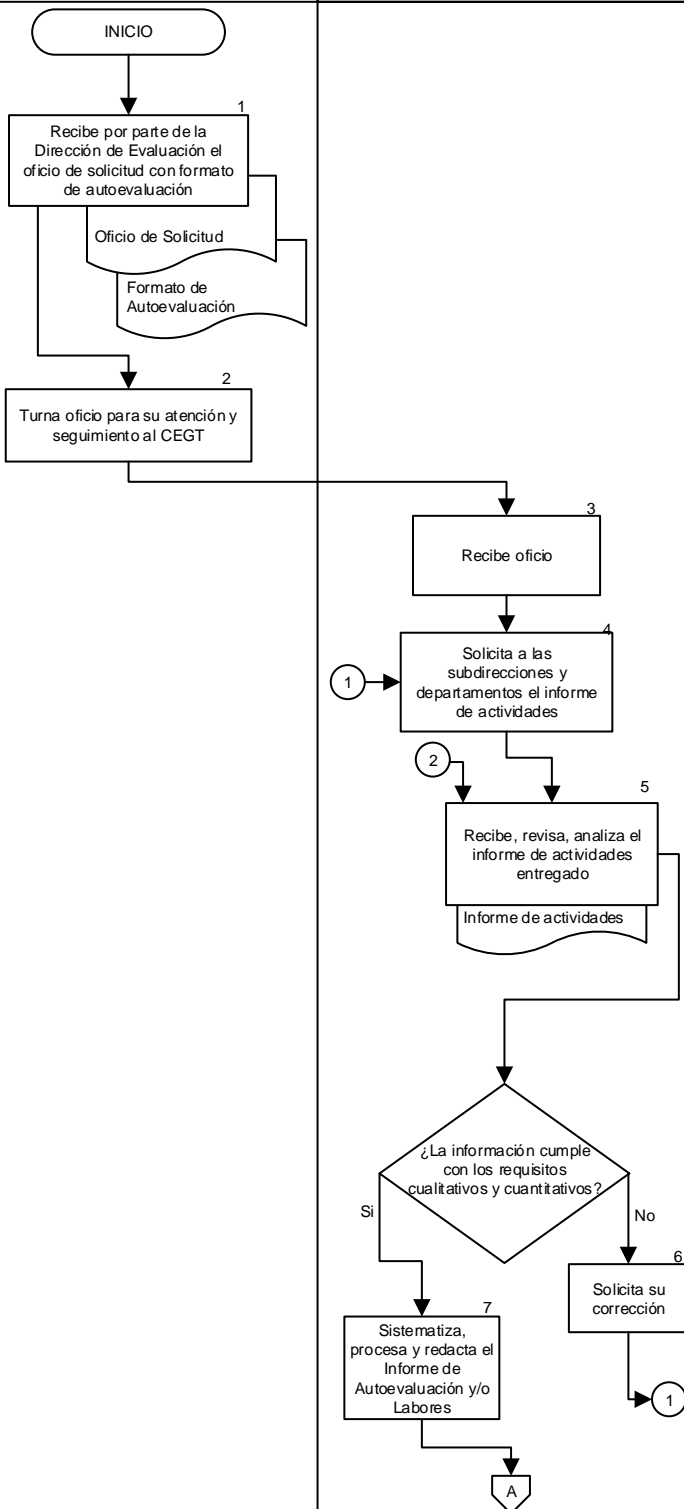 INICIO
1
Recibe por parte de la
Dirección de Evaluación el
oficio de solicitud con formato
de autoevaluación
Oficio de Solicitud
Formato de
Autoevaluación
2
Turna oficio para su atención y
seguimiento al CEGT
3
Recibe oficio
4
Solicita a las
subdirecciones y
departamentos el informe
de actividades
1
2
5
Recibe, revisa, analiza el
informe de actividades
entregado
Informe de actividades
¿La información cumple
con los requisitos
cualitativos y cuantitativos?
Si
No
6
Solicita su
corrección
7
Sistematiza,
procesa y redacta el
Informe de
Autoevaluación y/o
Labores
1
A